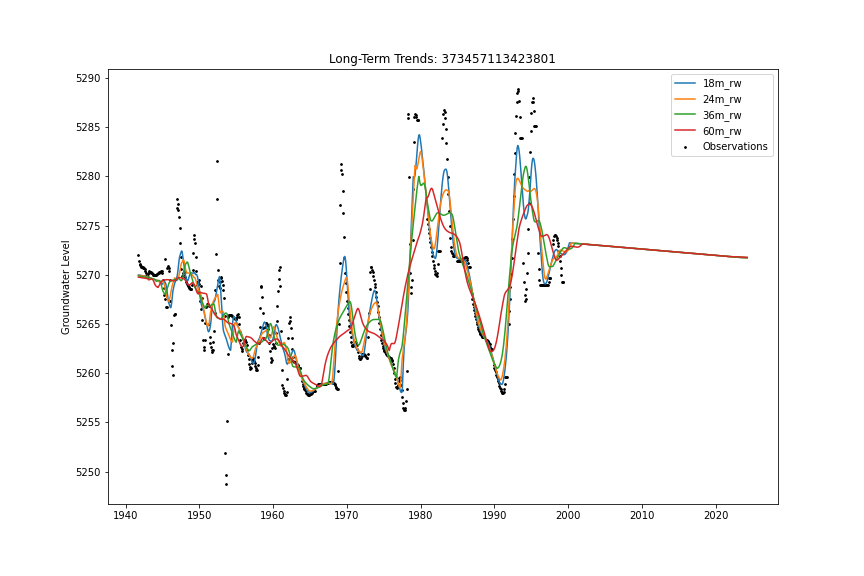 Long-Term Trends: 373457113423801
5290
5285
5280
5275
5270
5265
5260
5255
5250
Groundwater Level
18m_rw
24m_rw
36m_rw
60m_rw
Observations
1940 1950 1960 1970 1980 1990 2000 2010 2020